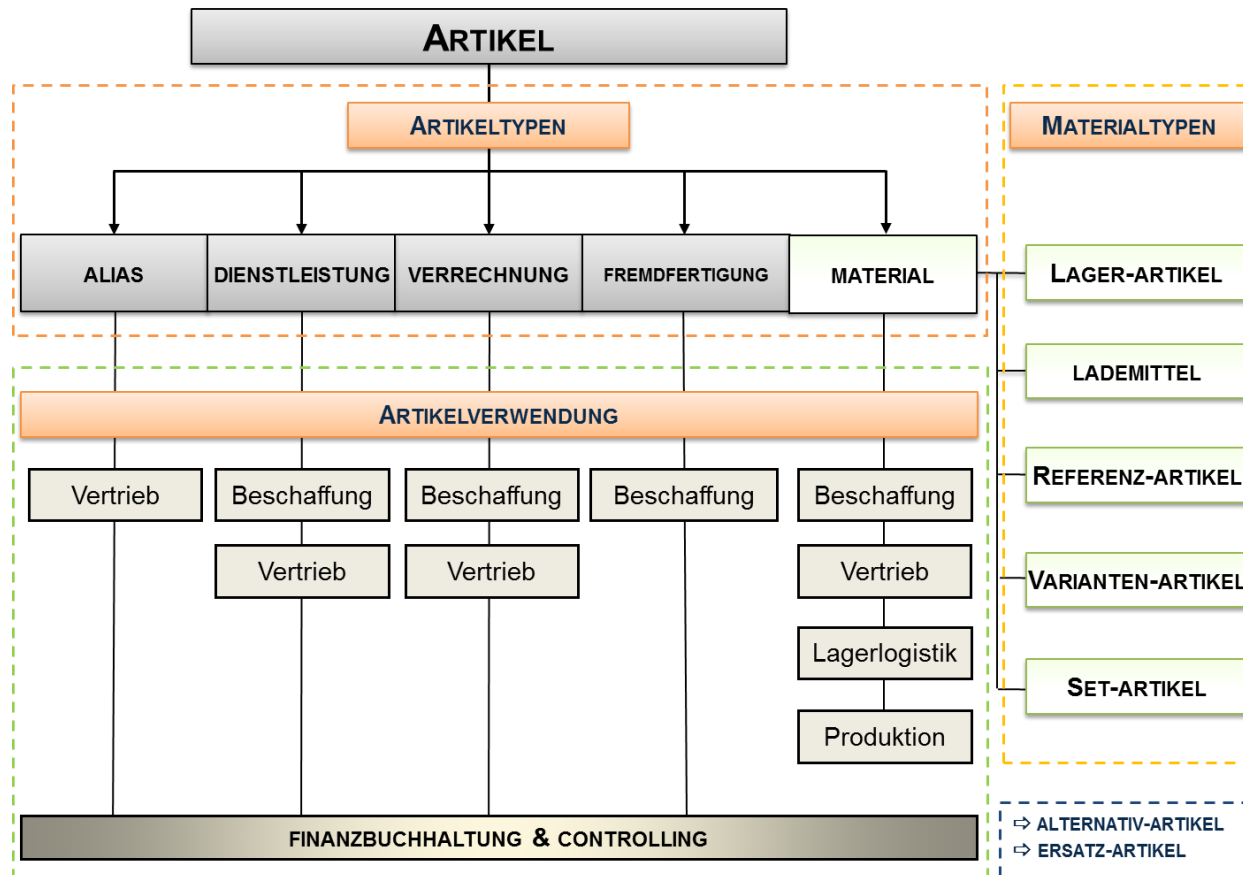 ARTIKEL
ARTIKELTYPEN
MATERIALTYPEN
ALIAS
DIENSTLEISTUNG
VERRECHNUNG
FREMDFERTIGUNG
MATERIAL
LAGER-ARTIKEL
LADEMITTEL
REFERENZ-ARTIKEL
VARIANTEN-ARTIKEL
SET-ARTIKEL
ARTIKELVERWENDUNG
Vertrieb
Beschaffung
Beschaffung
Beschaffung
Beschaffung
Vertrieb
Vertrieb
Vertrieb
Lagerlogistik
Produktion
FINANZBUCHHALTUNG & CONTROLLING
⇨ ALTERNATIV-ARTIKEL
⇨ ERSATZ-ARTIKEL